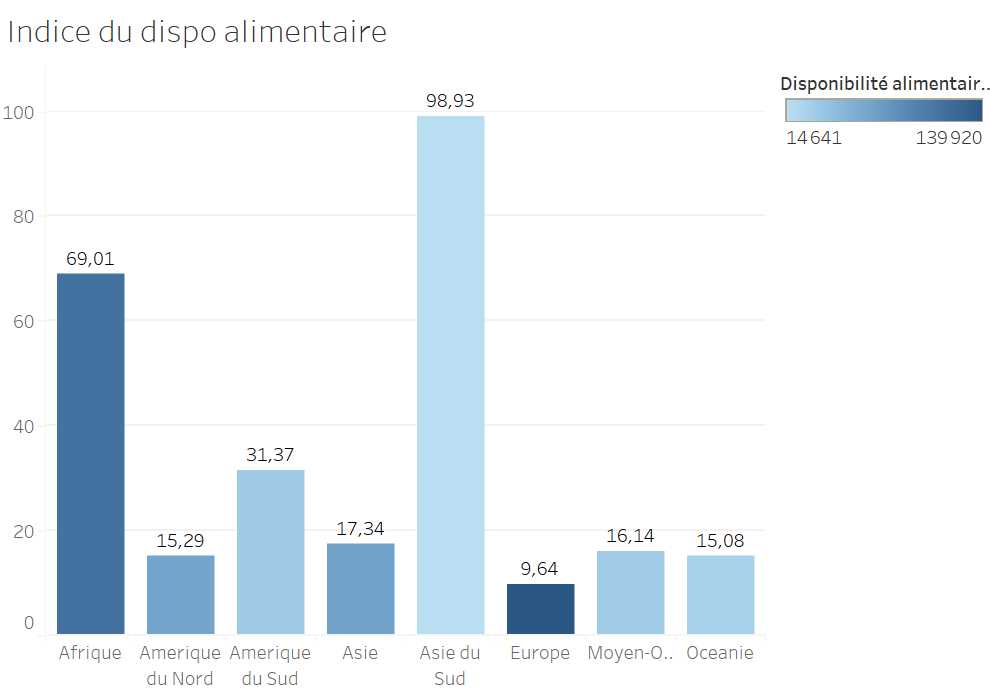 Indice du dispo alimentaire
Disponibilité alimentair..
14 641 139 920
100
80
60
40
20
0
69,01
15,29
31,37
17,34
98,93
9,64
16,14
15,08
Afrique
Amerique
du Nord
Amerique
du Sud
Asie
Asie du
Sud
Europe
Moyen-O..
Oceanie